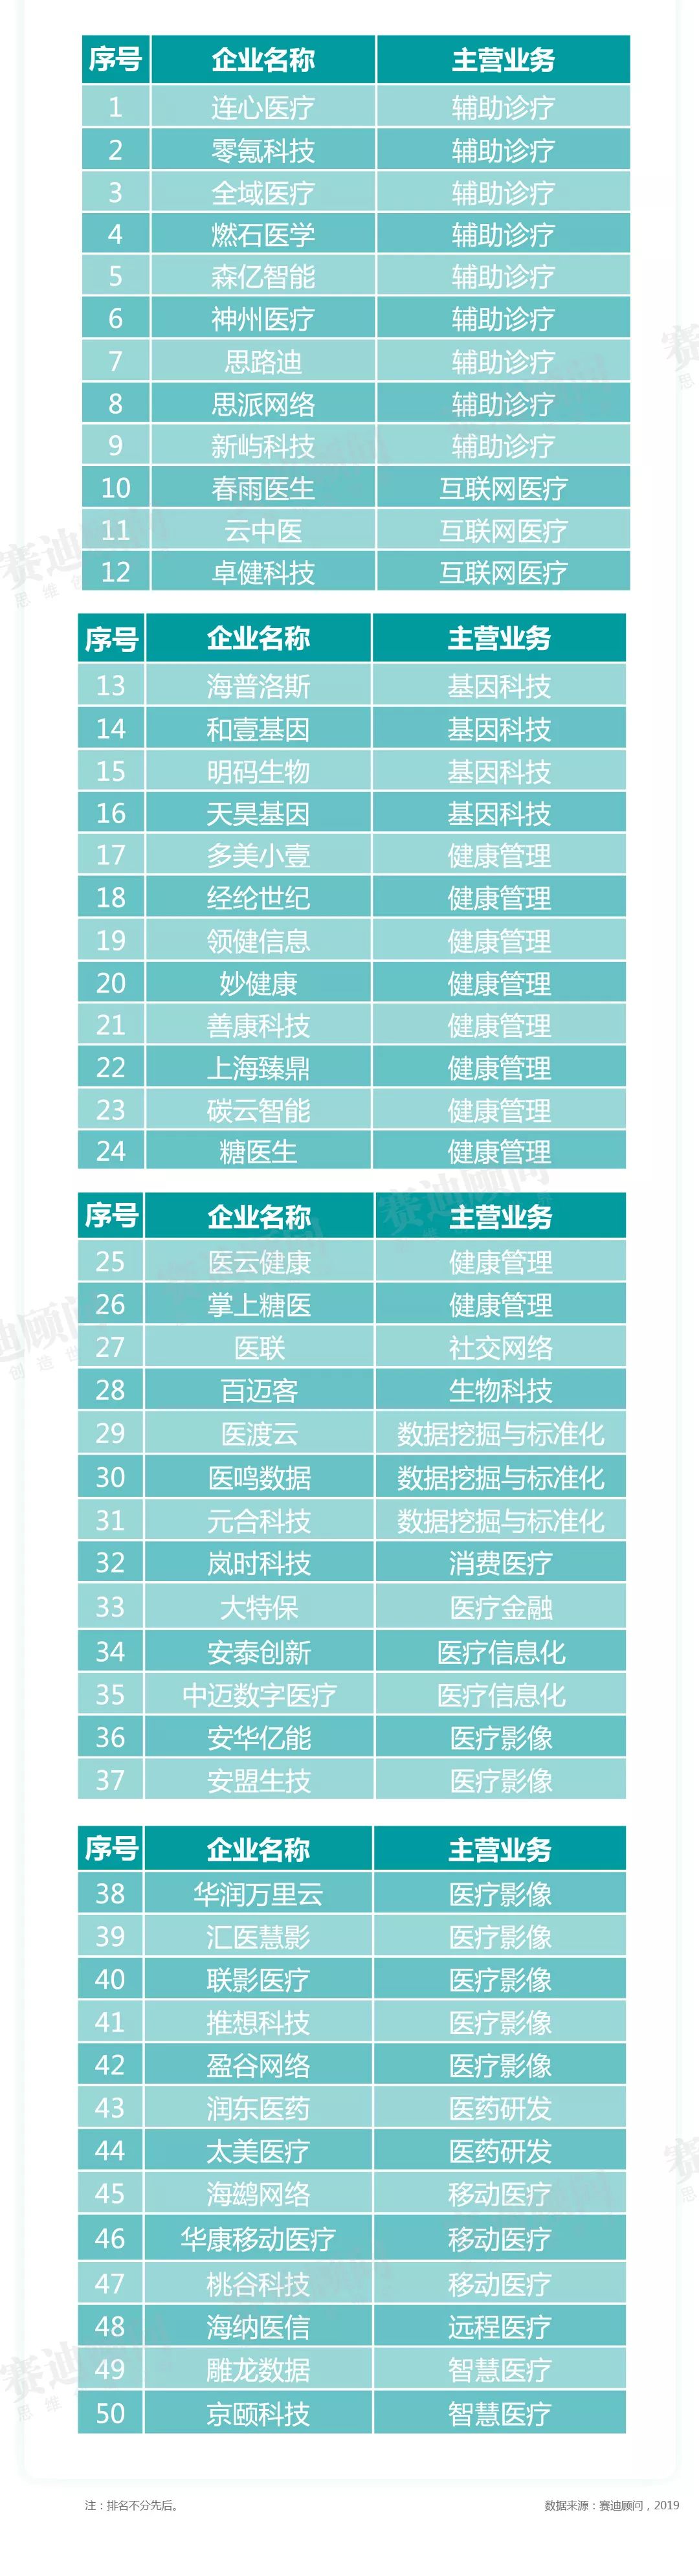 序号 企业名称 主营业务
1 连心医疗 辅助诊疗
2 零氪科技 辅助诊疗
3 全域医疗 辅助诊疗
4 燃石医学 辅助诊疗
5 森亿智能 辅助诊疗
6 神州医疗 辅助诊疗
7 思路迪 辅助诊疗
8 思派网络 辅助诊疗
9 新屿科技 辅助诊疗
10 春雨医生 互联网医疗
11 云中医 互联网医疗
12 卓健科技 互联网医疗
序号 企业名称 主营业务
13 海普洛斯 基因科技
14 和壹基因 基因科技
15 明码生物 基因科技
16 天昊基因 基因科技
17 多美小壹 健康管理
18 经纶世纪 健康管理
19 领健信息 健康管理
20 妙健康 健康管理
21 善康科技 健康管理
22 上海臻鼎 健康管理
23 碳云智能 健康管理
24 糖医生 健康管理
序号 企业名称 主营业务
25 医云健康 健康管理
26 掌上糖医 健康管理
27 医联 社交网络
28 百迈客 生物科技
29 医渡云 数据挖掘与标准化
30 医鸣数据 数据挖掘与标准化
31 元合科技 数据挖掘与标准化
32 岚时科技 消费医疗
33 大特保 医疗金融
34 安泰创新 医疗信息化
35 中迈数字医疗 医疗信息化
36 安华亿能 医疗影像
37 安盟生技 医疗影像
序号 企业名称 主营业务
38 华润万里云 医疗影像
39 汇医慧影 医疗影像
40 联影医疗 医疗影像
41 推想科技 医疗影像
42 盈谷网络 医疗影像
43 润东医药 医药研发
44 太美医疗 医药研发
45 海鹚网络 移动医疗
46 华康移动医疗 移动医疗
47 桃谷科技 移动医疗
48 海纳医信 远程医疗
49 雕龙数据 智慧医疗
50 京颐科技 智慧医疗
注：排名不分先后。 数据来源：赛迪顾问，2019